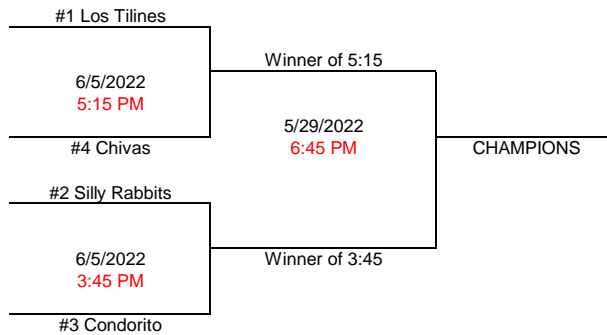 #1 Los Tilines
Winner of 5:15
6/5/2022
5:15 PM
5/29/2022
6:45 PM
#4 Chivas
CHAMPIONS
#2 Silly Rabbits
Winner of 3:45
6/5/2022
3:45 PM
#3 Condorito